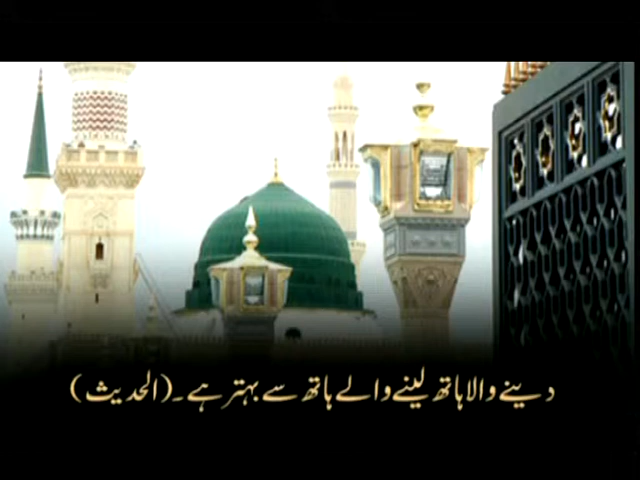 دینے والا ہاتھ لینے والے ہاتھ سے بہتر ہے۔ (الحدیث)